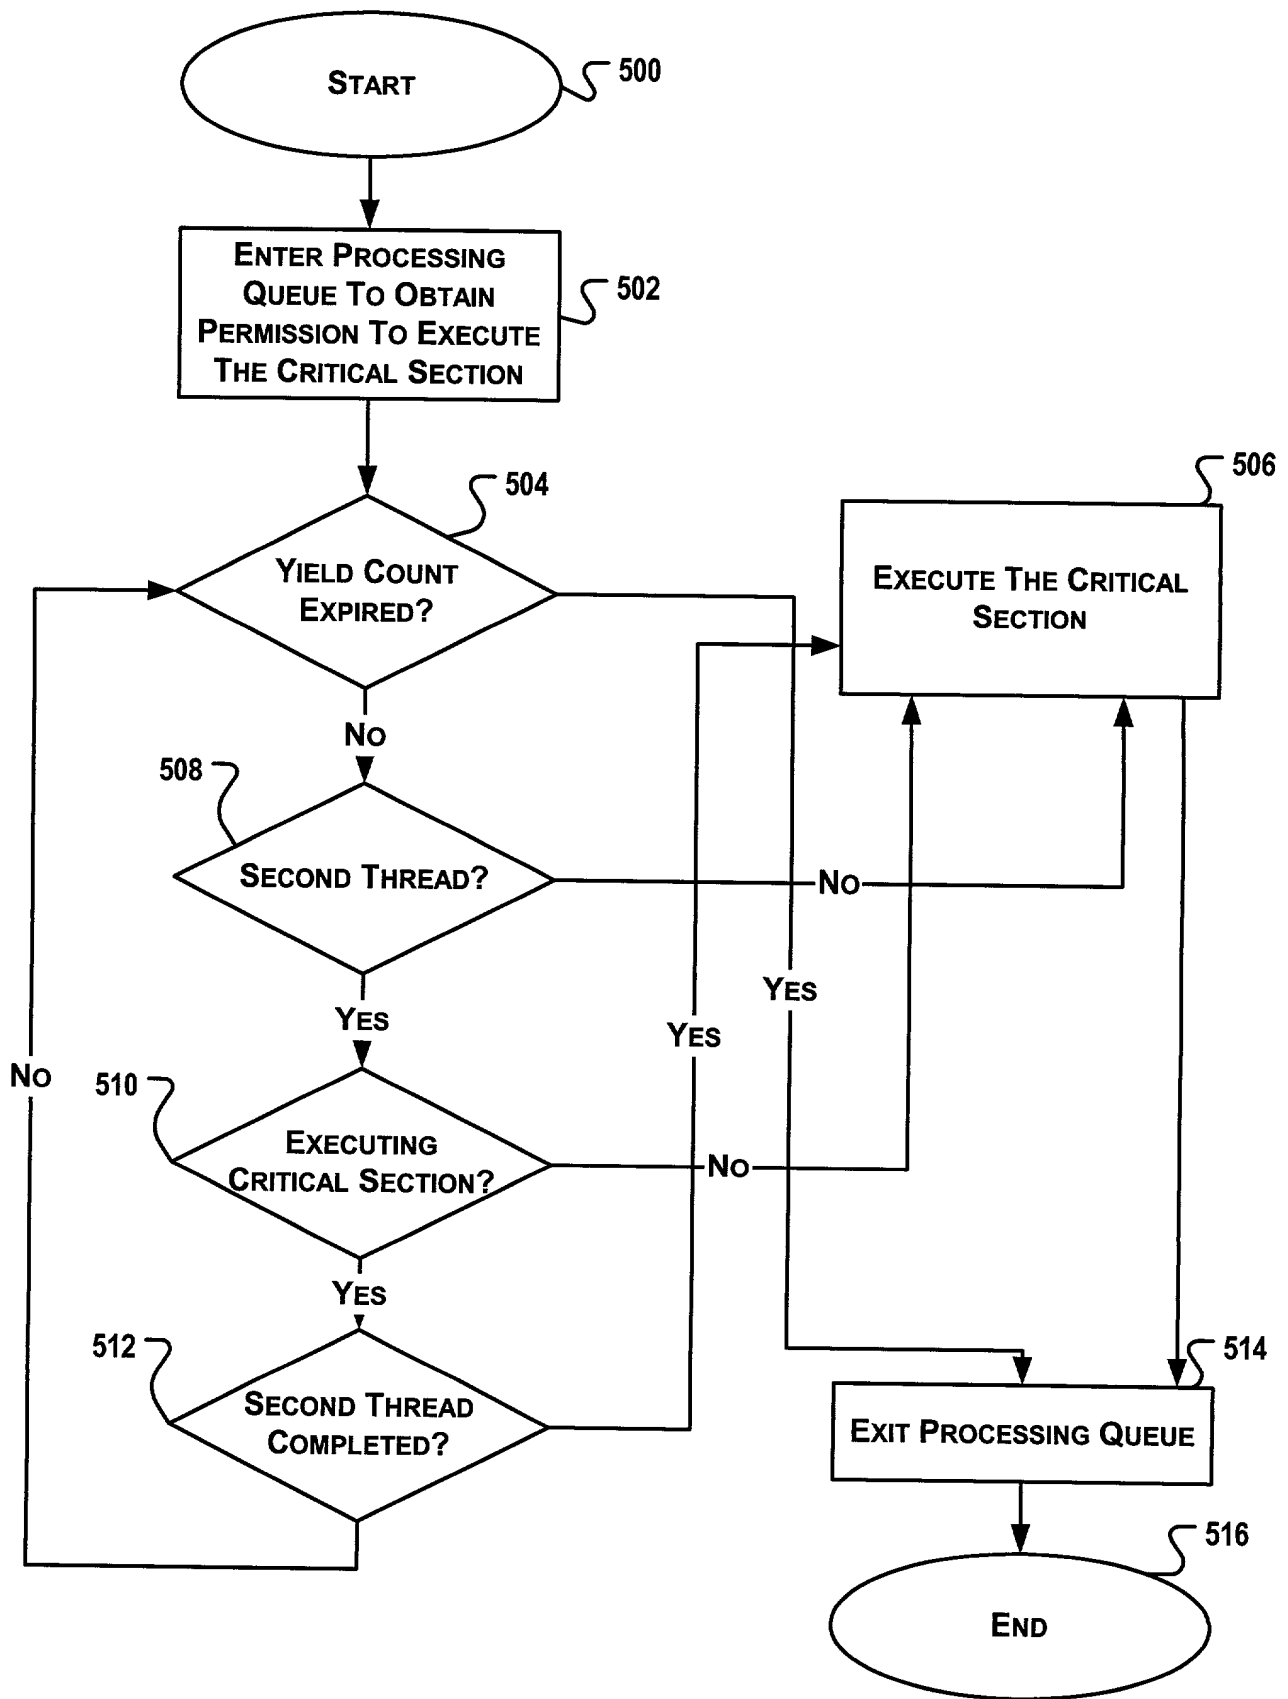 START
500
ENTER PROCESSING
QUEUE TO OBTAIN
PERMISSION TO EXECUTE
THE CRITICAL SECTION
502
504
YIELD COUNT
EXPIRED?
506
EXECUTE THE CRITICAL
SECTION
NO
508
SECOND THREAD?
NO
YES
YES
YES
NO
510
EXECUTING
CRITICAL SECTION?
NO
YES
512
SECOND THREAD
COMPLETED?
514
EXIT PROCESSING QUEUE
516
END